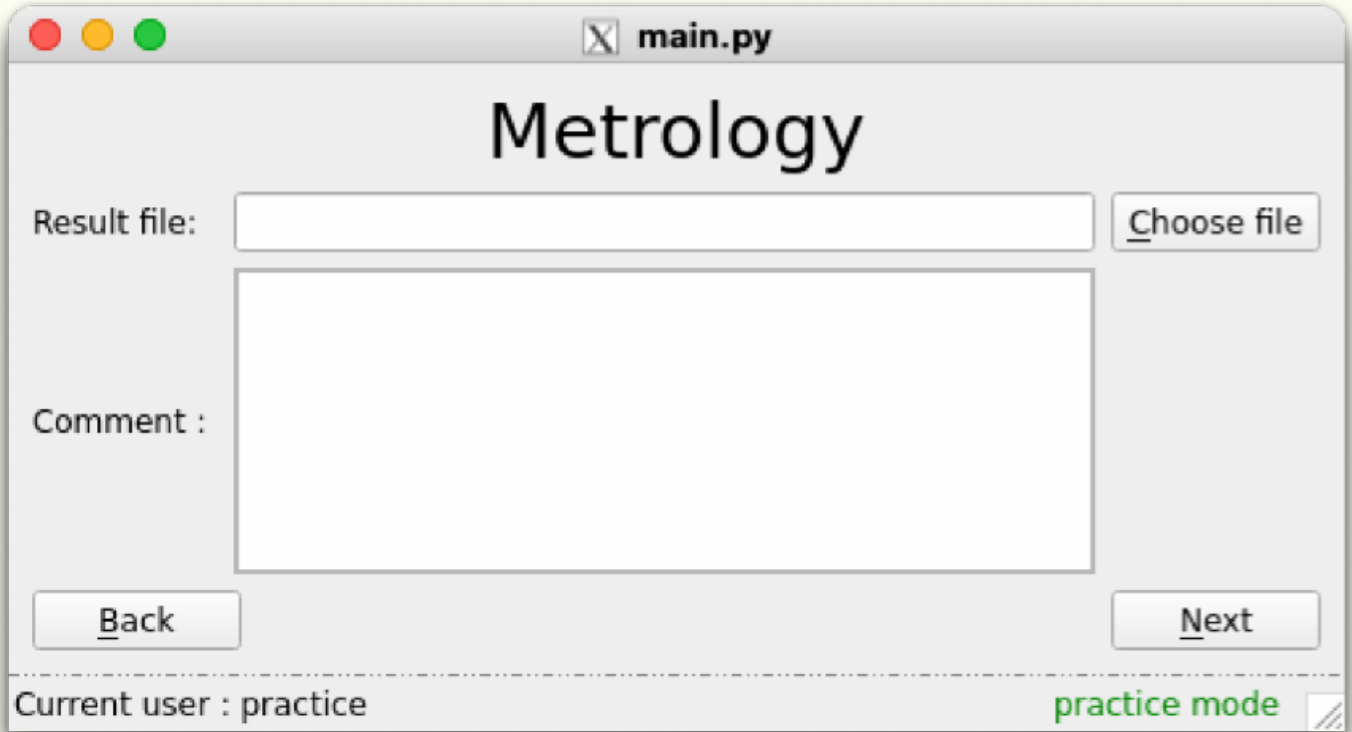 main.py
Metrology
Result file:
Choose file
Comment :
Back
Next
Current user : practice
practice mode